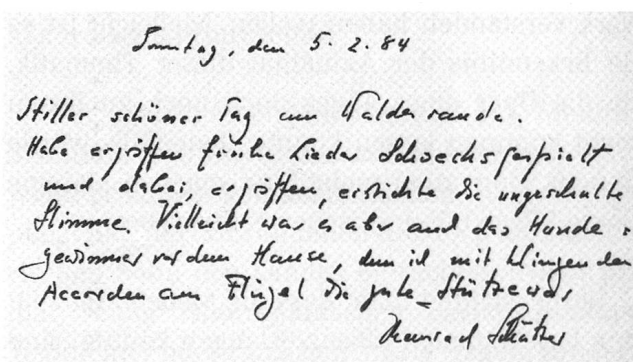 Sonntag, den 5. 2. 84
Stiller schöner Tag am Walderande.
Habe ergriffen frühe Lieder Schoecks gespielt
und dabei, ergriffen, erstickte die ungeschulte
Stimme. Vielleicht war es aber auch das Hunde-
gewimmer vor dem Hause, dem ich mit klingenden
Accorden am Flügel die gute Stütze war,